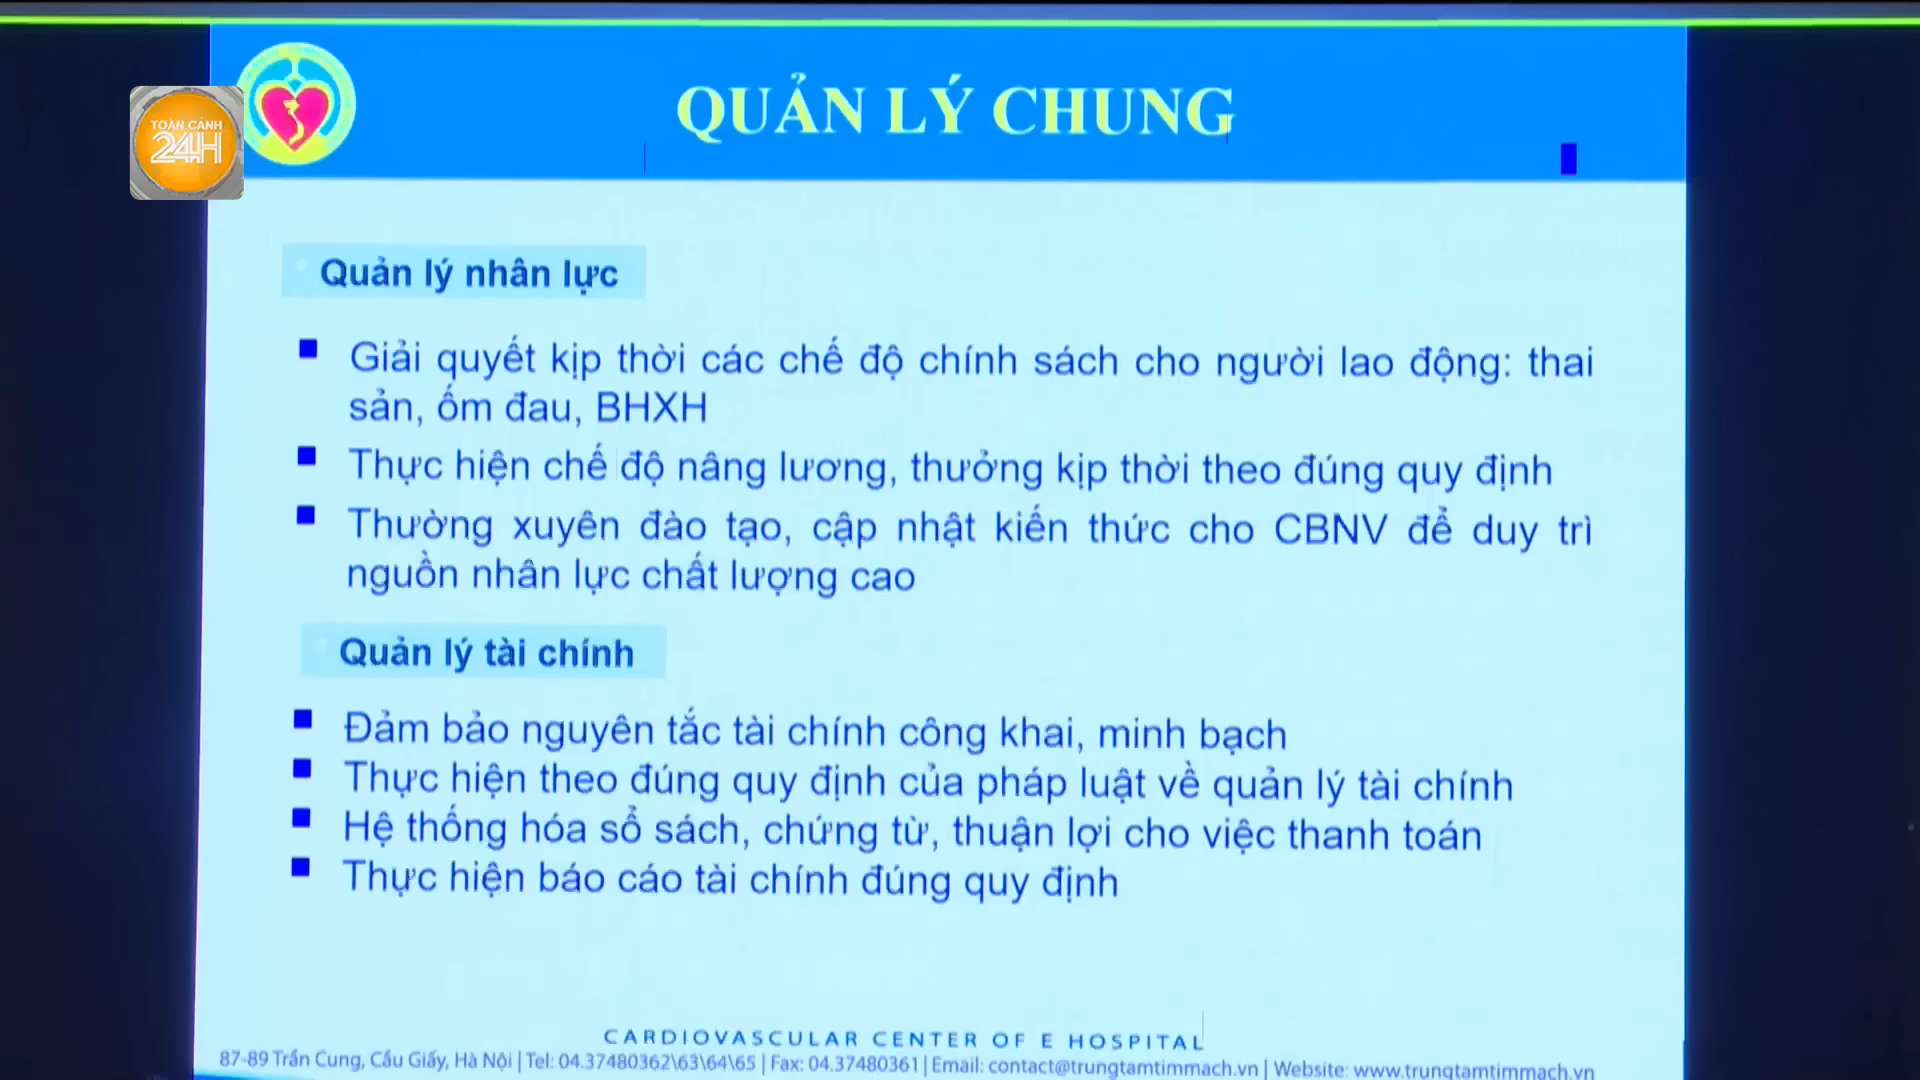 QUẢN LÝ CHUNG
TOÀN CẢNH
24H
Quản lý nhân lực
Giải quyết kịp thời các chế độ chính sách cho người lao động: thai
sản, ốm đau, BHXH
Thực hiện chế độ nâng lương, thưởng kịp thời theo đúng quy định
Thường xuyên đào tạo, cập nhật kiến thức cho CBNV để duy trì
nguồn nhân lực chất lượng cao
Quản lý tài chính
Đảm bảo nguyên tắc tài chính công khai, minh bạch
Thực hiện theo đúng quy định của pháp luật về quản lý tài chính
Hệ thống hóa sổ sách, chứng từ, thuận lợi cho việc thanh toán
Thực hiện báo cáo tài chính đúng quy định
CARDIOVASCULAR CENTER OF E HOSPITAL
87-89 Trần Cung, Cầu Giấy, Hà Nội | Tel: 04.37480362\63\64\65 | Fax: 04.37480361 | Email: contact@trungtamtimmach.vn | Website: www.trungtamtimmach.vn